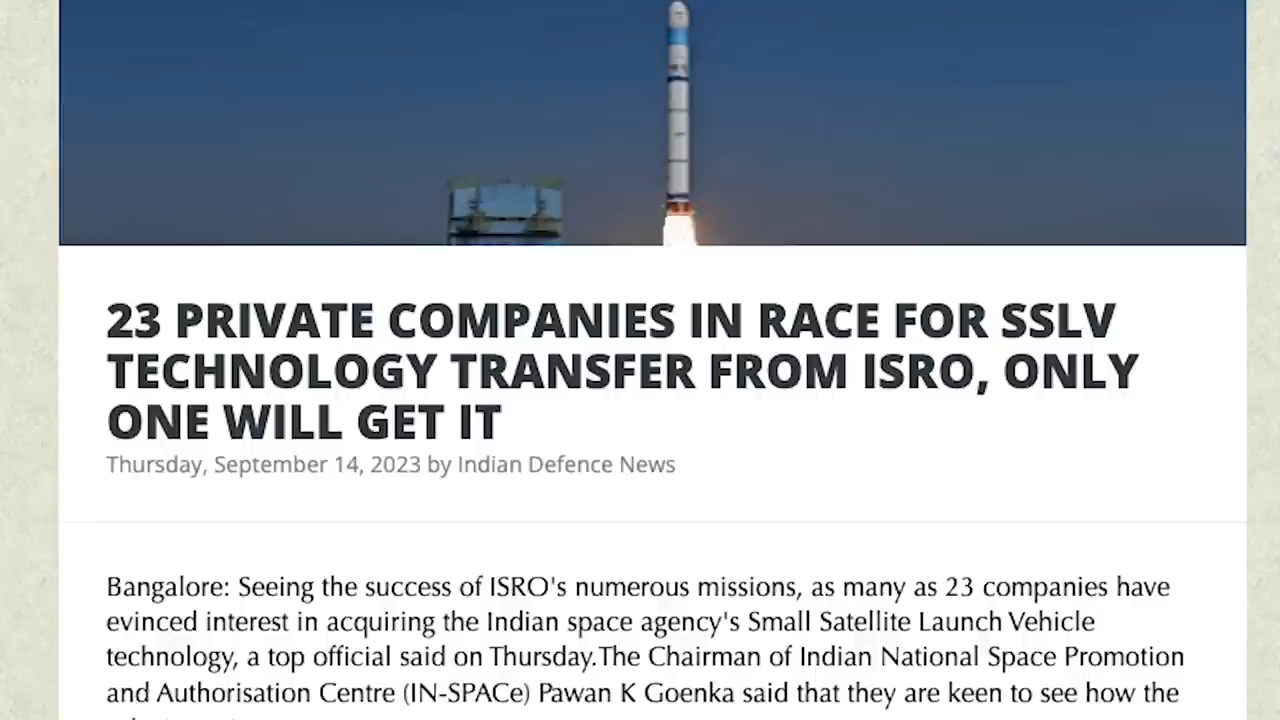 23 PRIVATE COMPANIES IN RACE FOR SSLV
TECHNOLOGY TRANSFER FROM ISRO, ONLY
ONE WILL GET IT
Thursday, September 14, 2023 by Indian Defence News
Bangalore: Seeing the success of ISRO's numerous missions, as many as 23 companies have
evinced interest in acquiring the Indian space agency's Small Satellite Launch Vehicle
technology, a top official said on Thursday.The Chairman of Indian National Space Promotion
and Authorisation Centre (IN-SPACe) Pawan K Goenka said that they are keen to see how the